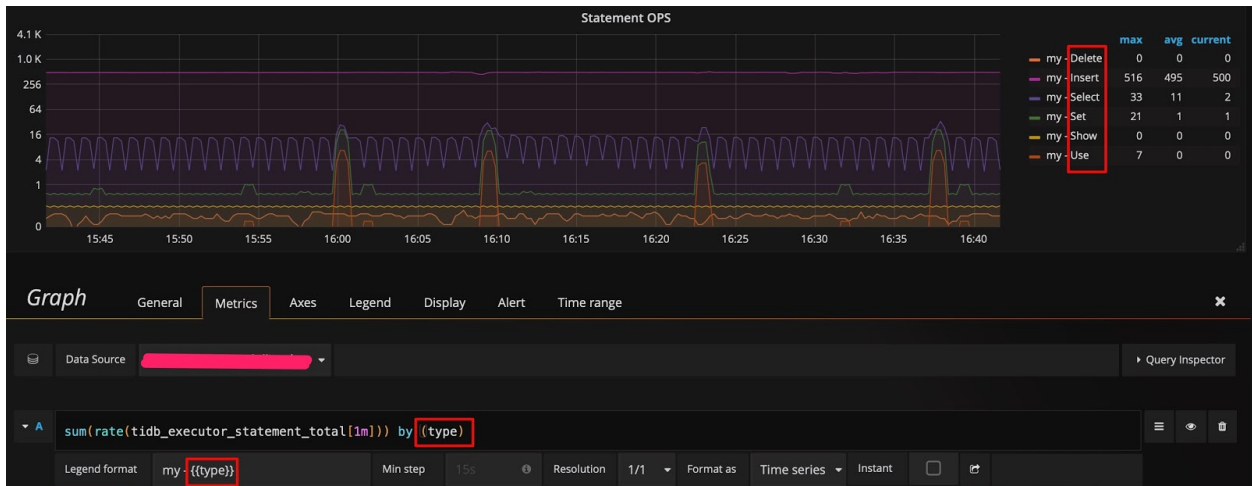 Statement OPS
4.1 K
1.0 K
256
64
16
4
1
0
15:45 15:50 15:55 16:00 16:05 16:10 16:15 16:20 16:25 16:30 16:35 16:40
max avg current
my - Delete 0 0 0
my - Insert 516 495 500
my - Select 33 11 2
my - Set 21 1 1
my - Show 0 0 0
my - Use 7 0 0
Graph General Metrics Axes Legend Display Alert Time range ×
Data Source Query Inspector
A sum(rate(tidb_executor_statement_total[1m])) by (type)
Legend format my - {{type}} Min step 15s Resolution 1/1 Format as Time series Instant